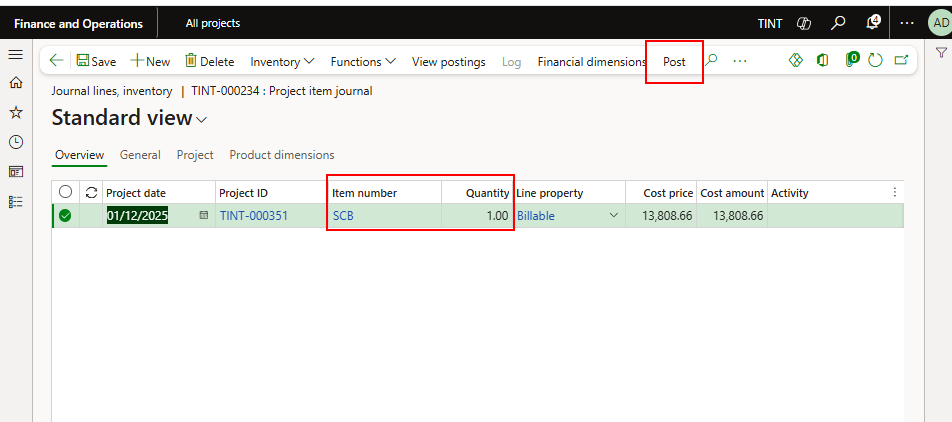 Finance and Operations All projects TINT 4 AD
Save New Delete Inventory Functions View postings Log Financial dimensions Post 0
Journal lines, inventory | TINT-000234 : Project item journal
Standard view
Overview General Project Product dimensions
Project date Project ID Item number Quantity Line property Cost price Cost amount Activity
01/12/2025 TINT-000351 SCB 1.00 Billable 13,808.66 13,808.66